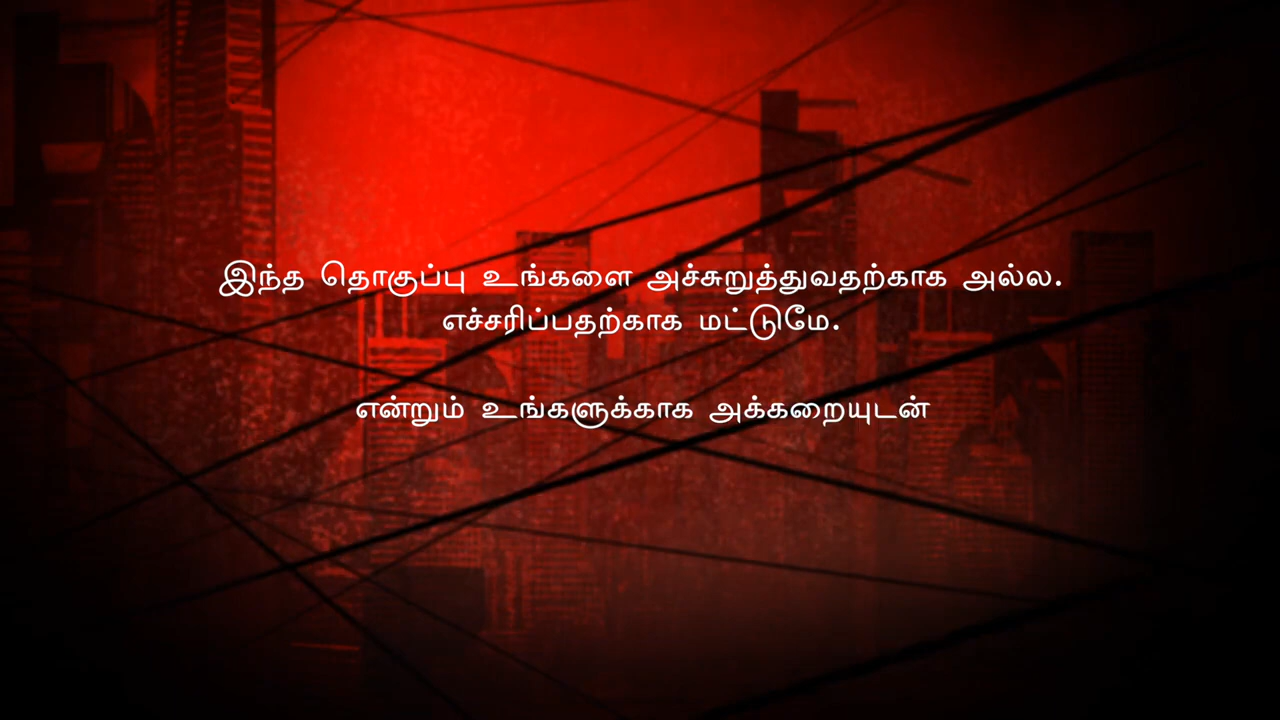 இந்த தொகுப்பு உங்களை அச்சுறுத்துவதற்காக அல்ல.
எச்சரிப்பதற்காக மட்டுமே.
என்றும் உங்களுக்காக அக்கறையுடன்